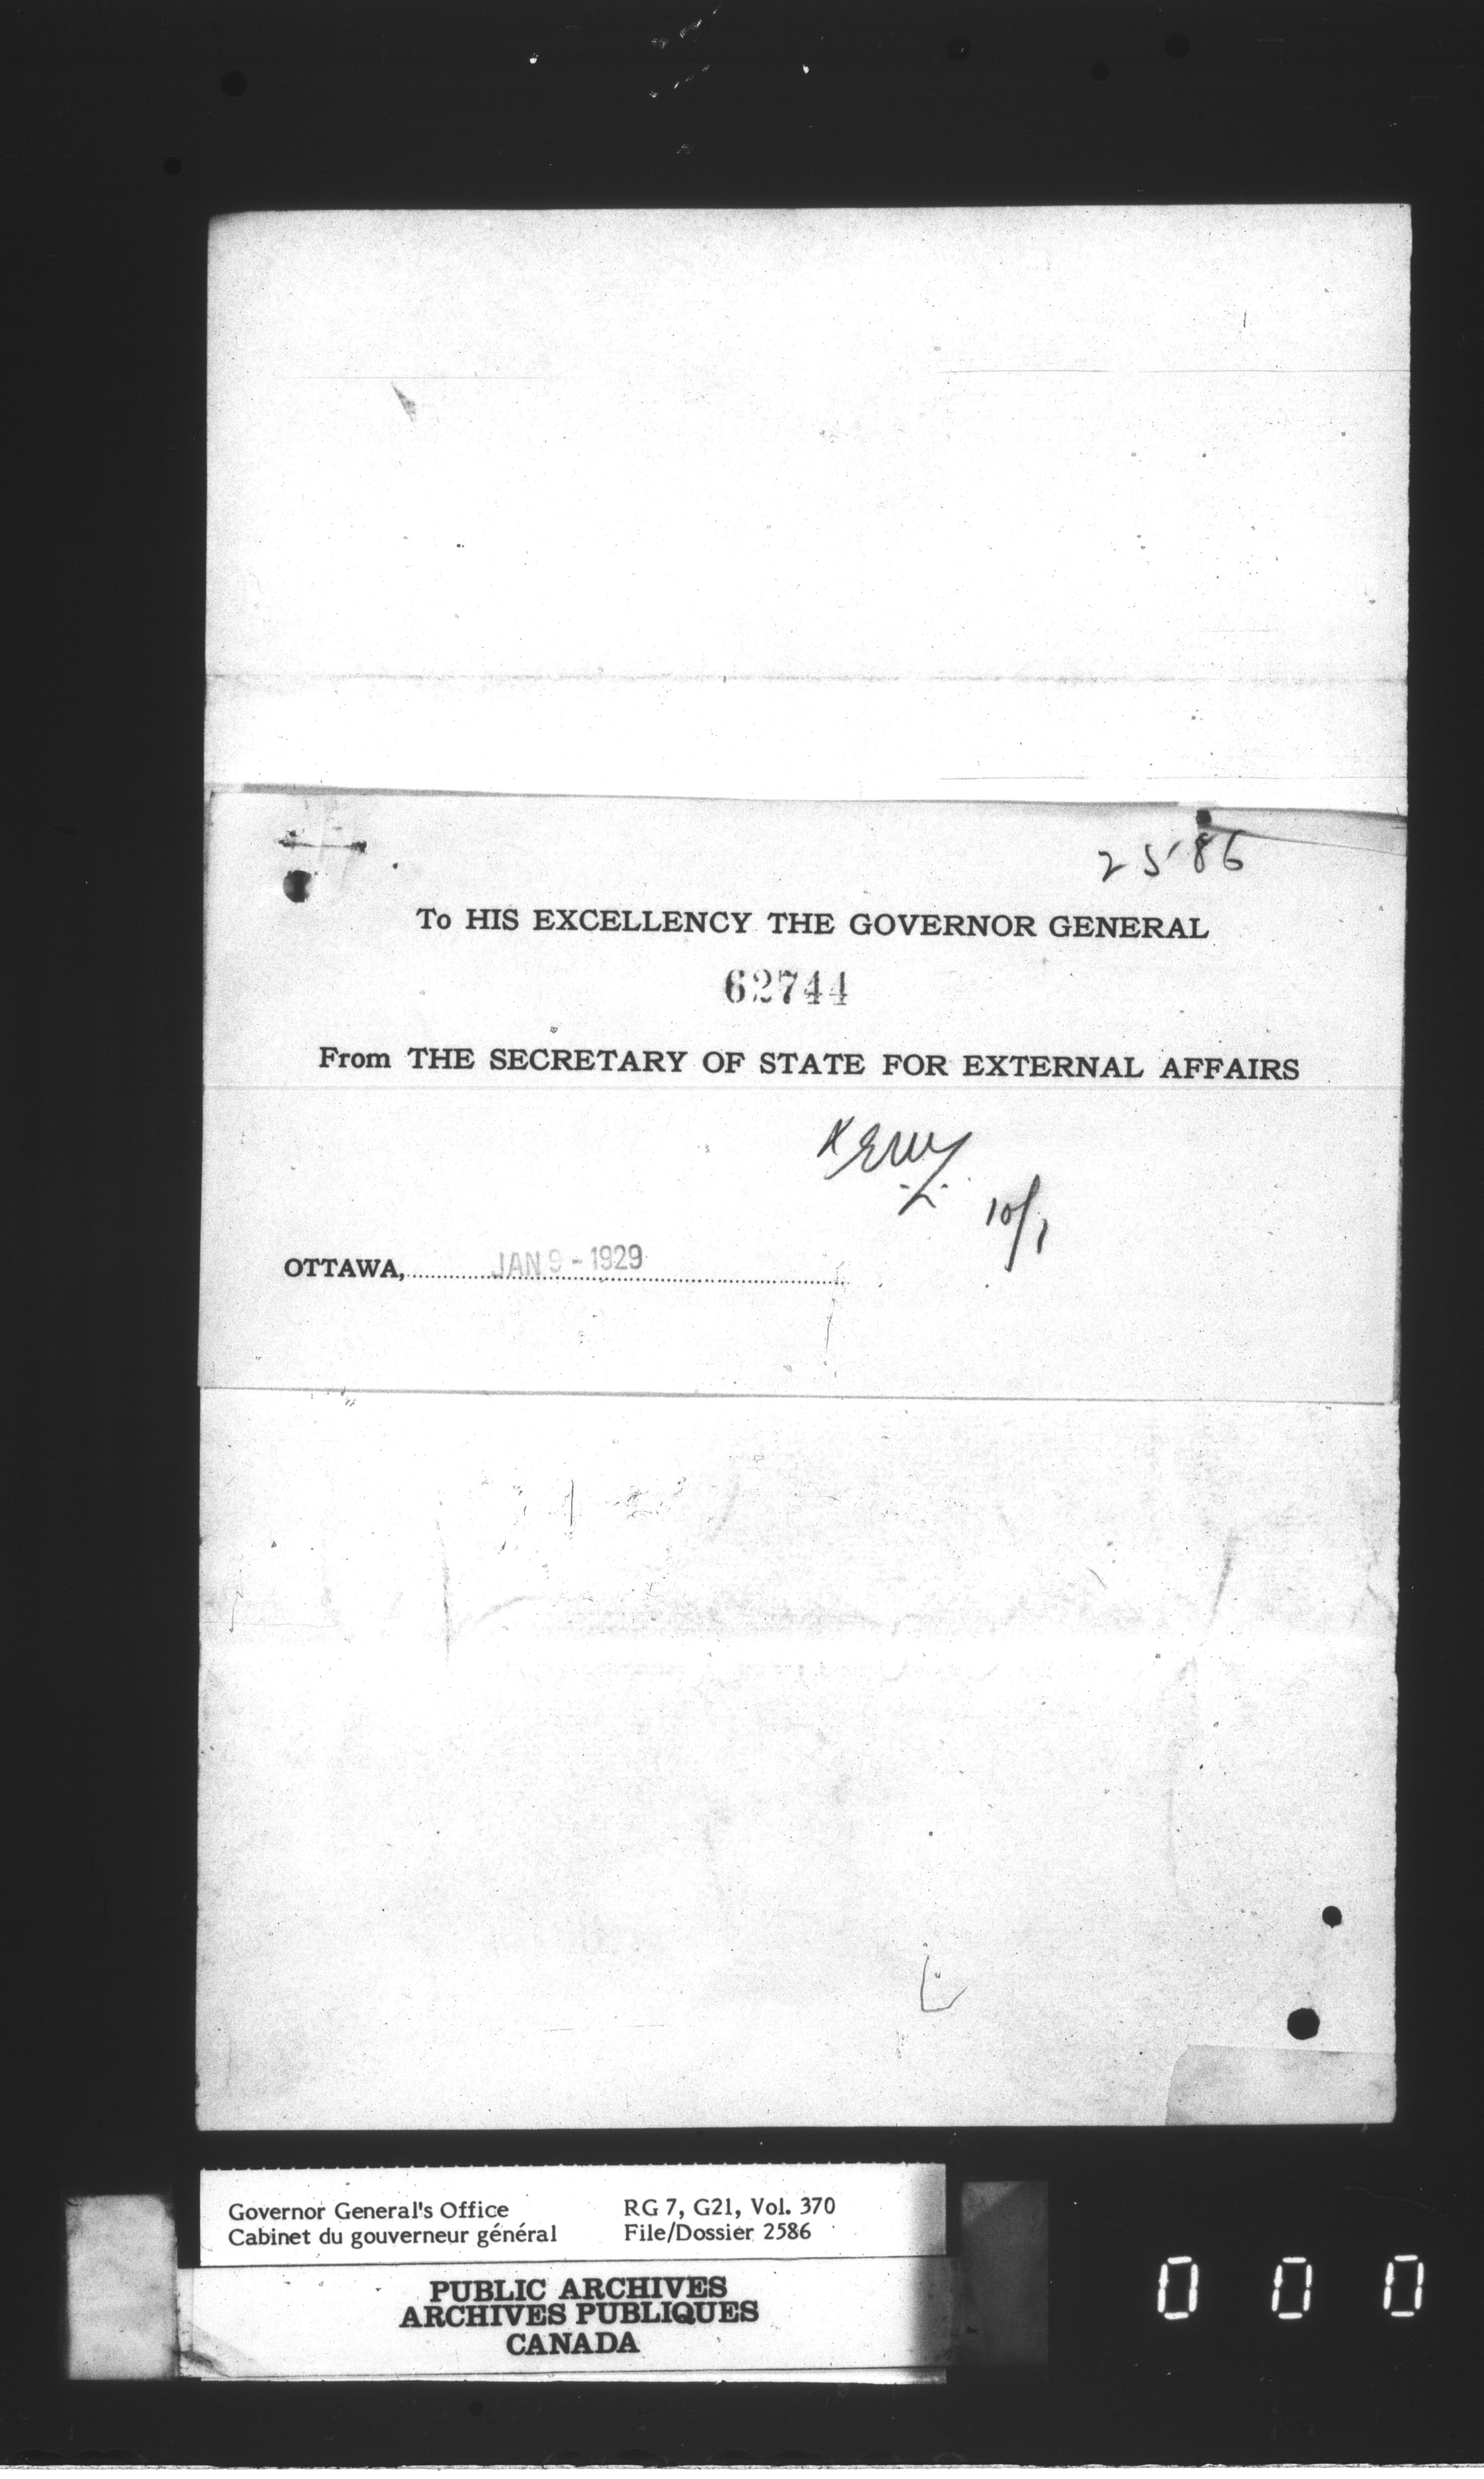 2586
To HIS EXCELLENCY THE GOVERNOR GENERAL
62744
From THE SECRETARY OF STATE FOR EXTERNAL AFFAIRS
10/1
OTTAWA, JAN 9 - 1929
Governor General's Office RG 7, G21, Vol. 370
Cabinet du gouverneur général File/Dossier 2586
PUBLIC ARCHIVES
ARCHIVES PUBLIQUES
CANADA
0 0 0